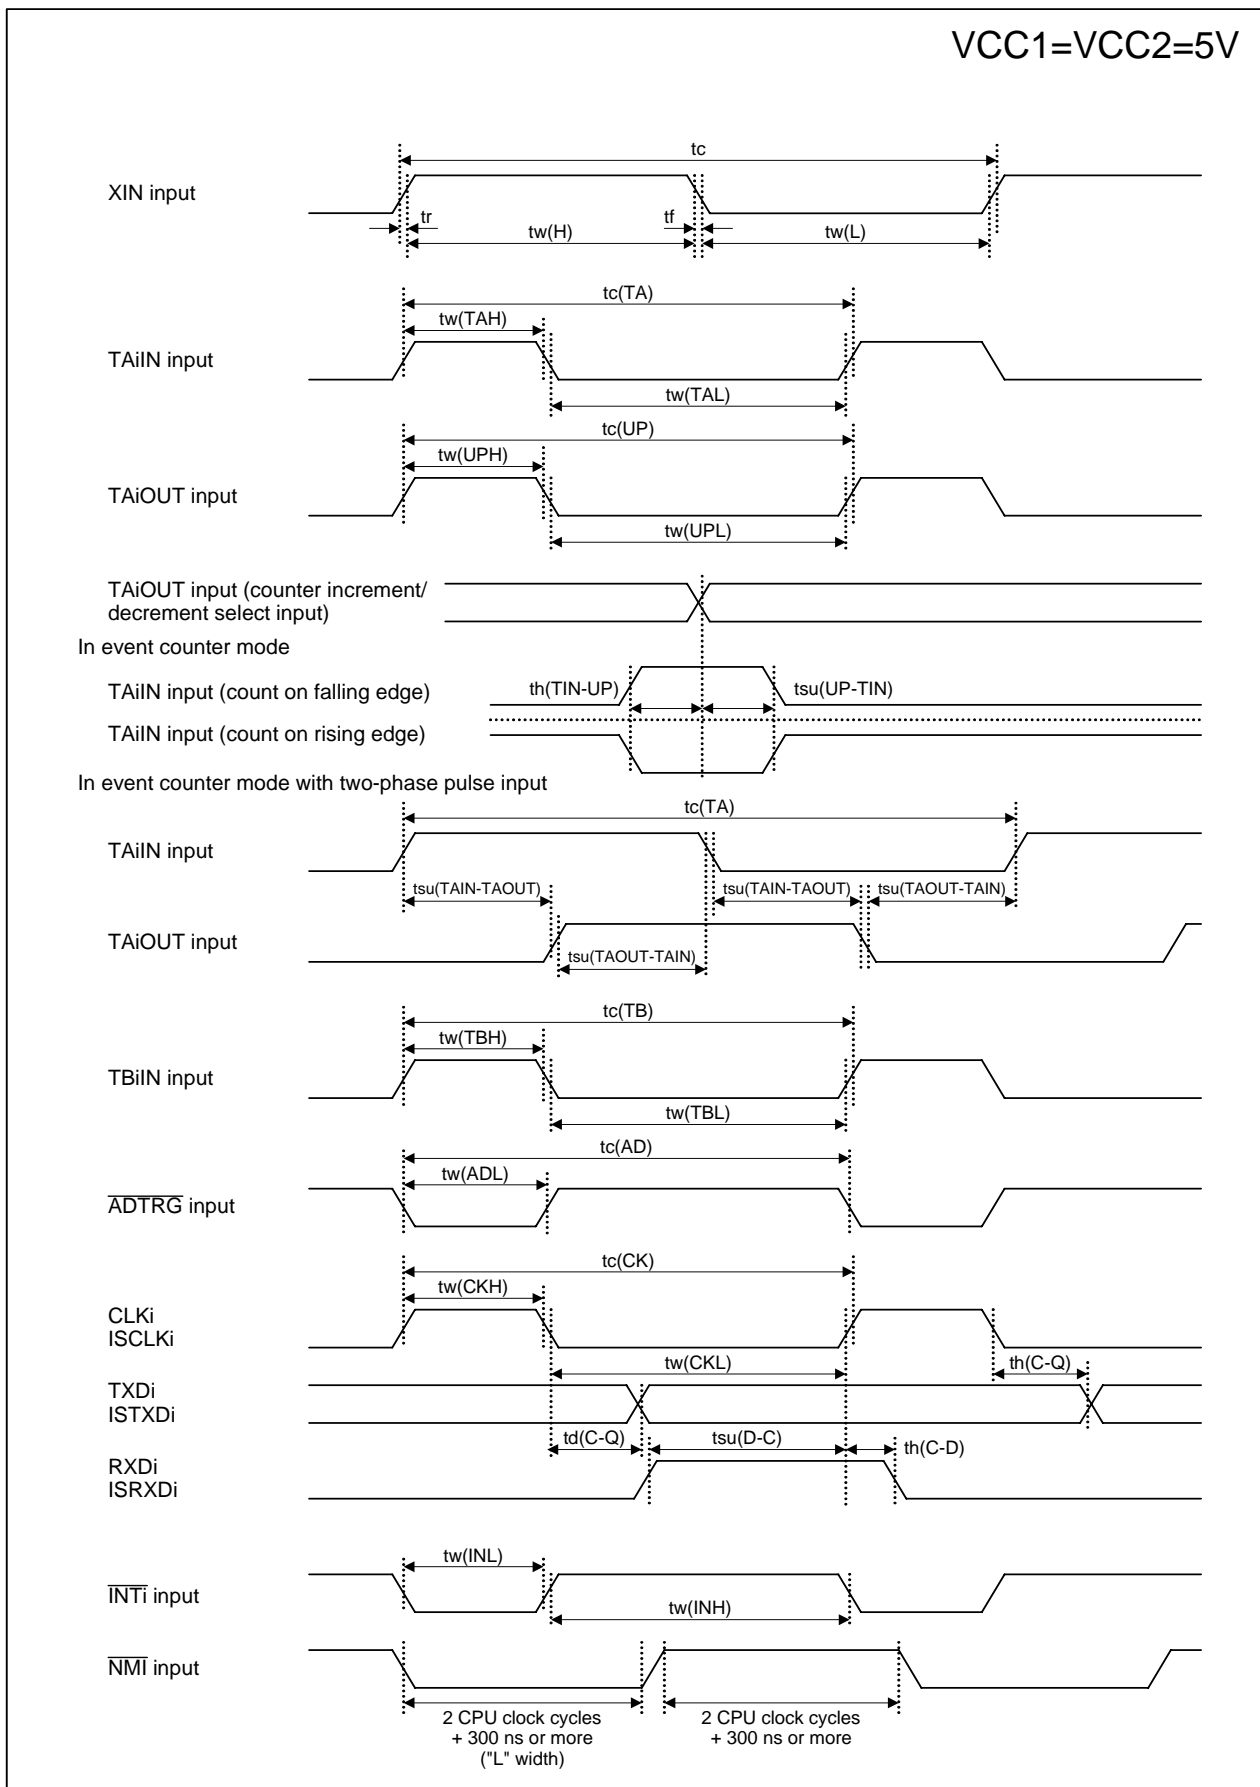 VCC1=VCC2=5V
tc
XIN input
tr
tf
tw(H)
tw(L)
tc(TA)
tw(TAH)
TAiIN input
tw(TAL)
tc(UP)
tw(UPH)
TAiOUT input
tw(UPL)
TAiOUT input (counter increment/
decrement select input)
In event counter mode
TAiIN input (count on falling edge)
th(TIN-UP)
tsu(UP-TIN)
TAiIN input (count on rising edge)
In event counter mode with two-phase pulse input
tc(TA)
TAiIN input
tsu(TAIN-TAOUT)
tsu(TAIN-TAOUT)
tsu(TAOUT-TAIN)
TAiOUT input
tsu(TAOUT-TAIN)
tc(TB)
tw(TBH)
TBiIN input
tw(TBL)
tc(AD)
tw(ADL)
ADTRG input
tc(CK)
tw(CKH)
CLKi
ISCLKi
tw(CKL)
th(C-Q)
TXDi
ISTXDi
td(C-Q)
tsu(D-C)
th(C-D)
RXDi
ISRXDi
tw(INL)
INTi input
tw(INH)
NMI input
2 CPU clock cycles
+ 300 ns or more
("L" width)
2 CPU clock cycles
+ 300 ns or more